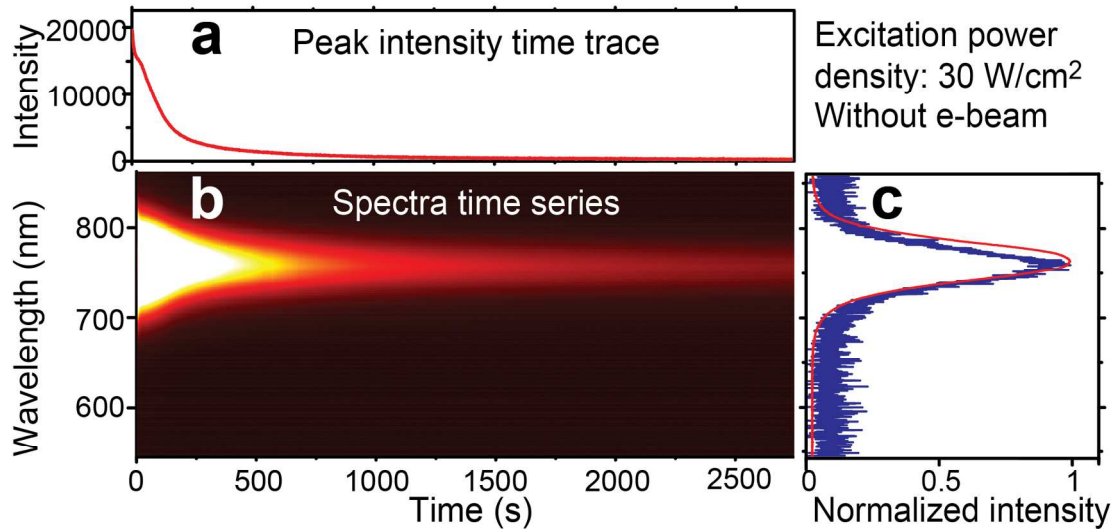 a
Peak intensity time trace
Intensity
20000
10000
0
Excitation power
density: 30 W/cm²
Without e-beam
b
Spectra time series
c
Wavelength (nm)
800
700
600
0
500
1000
1500
2000
2500
Time (s)
0
0.5
1
Normalized intensity